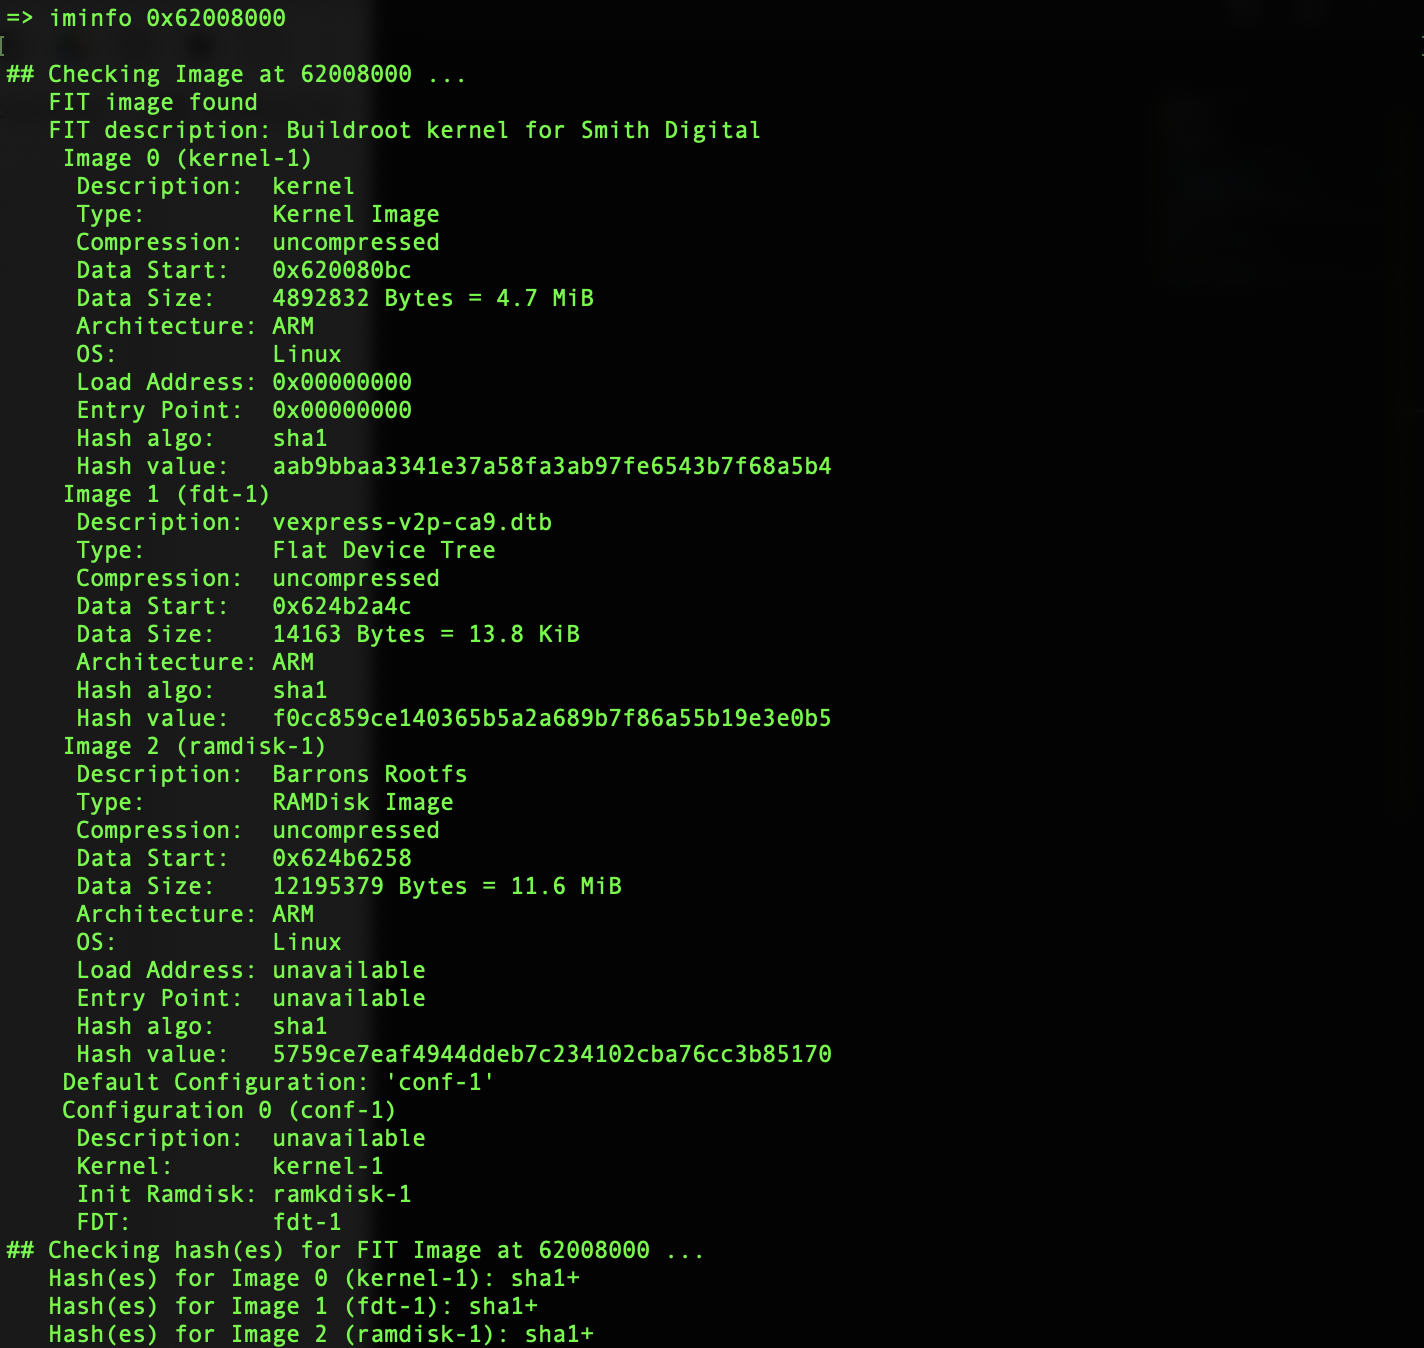 => iminfo 0x62008000
## Checking Image at 62008000 ...
   FIT image found
   FIT description: Buildroot kernel for Smith Digital
    Image 0 (kernel-1)
     Description:  kernel
     Type:         Kernel Image
     Compression:  uncompressed
     Data Start:   0x620080bc
     Data Size:    4892832 Bytes = 4.7 MiB
     Architecture: ARM
     OS:           Linux
     Load Address: 0x00000000
     Entry Point:  0x00000000
     Hash algo:    sha1
     Hash value:   aab9bbaa3341e37a58fa3ab97fe6543b7f68a5b4
    Image 1 (fdt-1)
     Description:  vexpress-v2p-ca9.dtb
     Type:         Flat Device Tree
     Compression:  uncompressed
     Data Start:   0x624b2a4c
     Data Size:    14163 Bytes = 13.8 KiB
     Architecture: ARM
     Hash algo:    sha1
     Hash value:   f0cc859ce140365b5a2a689b7f86a55b19e3e0b5
    Image 2 (ramdisk-1)
     Description:  Barrons Rootfs
     Type:         RAMDisk Image
     Compression:  uncompressed
     Data Start:   0x624b6258
     Data Size:    12195379 Bytes = 11.6 MiB
     Architecture: ARM
     OS:           Linux
     Load Address: unavailable
     Entry Point:  unavailable
     Hash algo:    sha1
     Hash value:   5759ce7eaf4944ddeb7c234102cba76cc3b85170
    Default Configuration: 'conf-1'
    Configuration 0 (conf-1)
     Description:  unavailable
     Kernel:       kernel-1
     Init Ramdisk: ramkdisk-1
     FDT:          fdt-1
## Checking hash(es) for FIT Image at 62008000 ...
   Hash(es) for Image 0 (kernel-1): sha1+
   Hash(es) for Image 1 (fdt-1): sha1+
   Hash(es) for Image 2 (ramdisk-1): sha1+